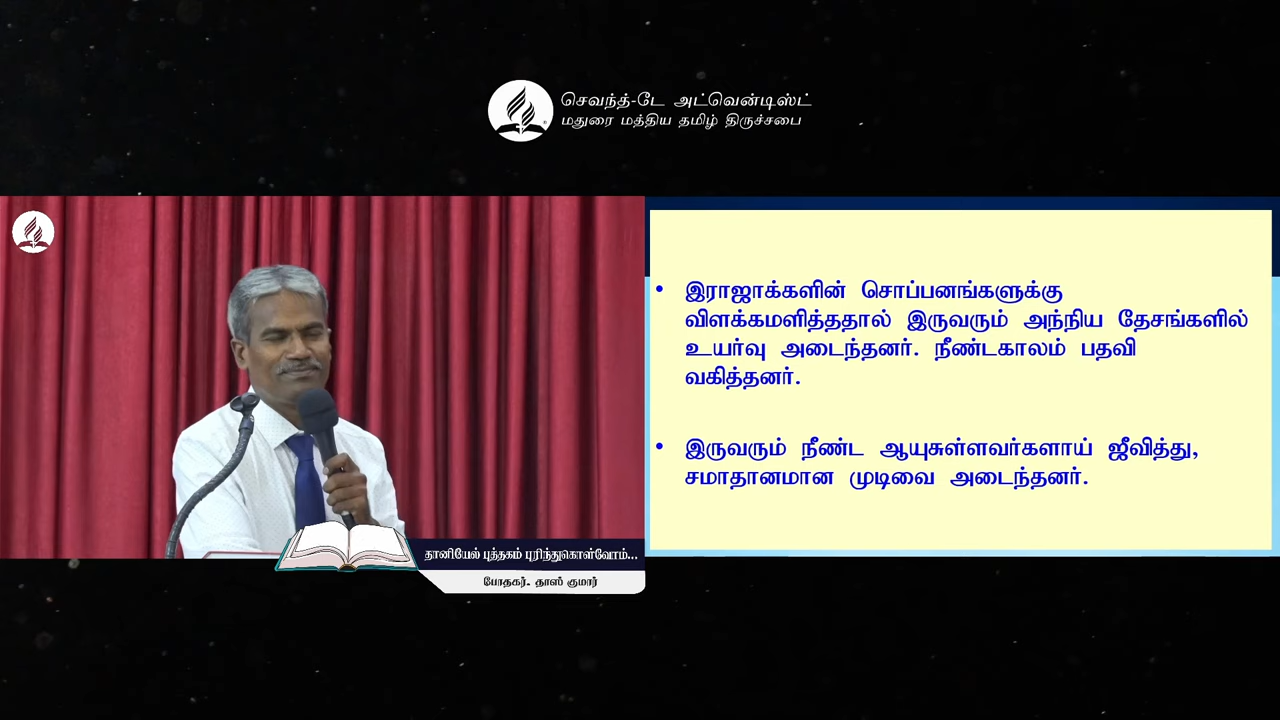 செவந்த்-டே அட்வென்டிஸ்ட்
மதுரை மத்திய தமிழ் திருச்சபை
• இராஜாக்களின் சொப்பனங்களுக்கு
விளக்கமளித்ததால் இருவரும் அந்நிய தேசங்களில்
உயர்வு அடைந்தனர். நீண்டகாலம் பதவி
வகித்தனர்.
• இருவரும் நீண்ட ஆயுசுள்ளவர்களாய் ஜீவித்து,
சமாதானமான முடிவை அடைந்தனர்.
தானியேல் புத்தகம் புரிந்துகொள்வோம்...
போதகர். தாஸ் குமார்